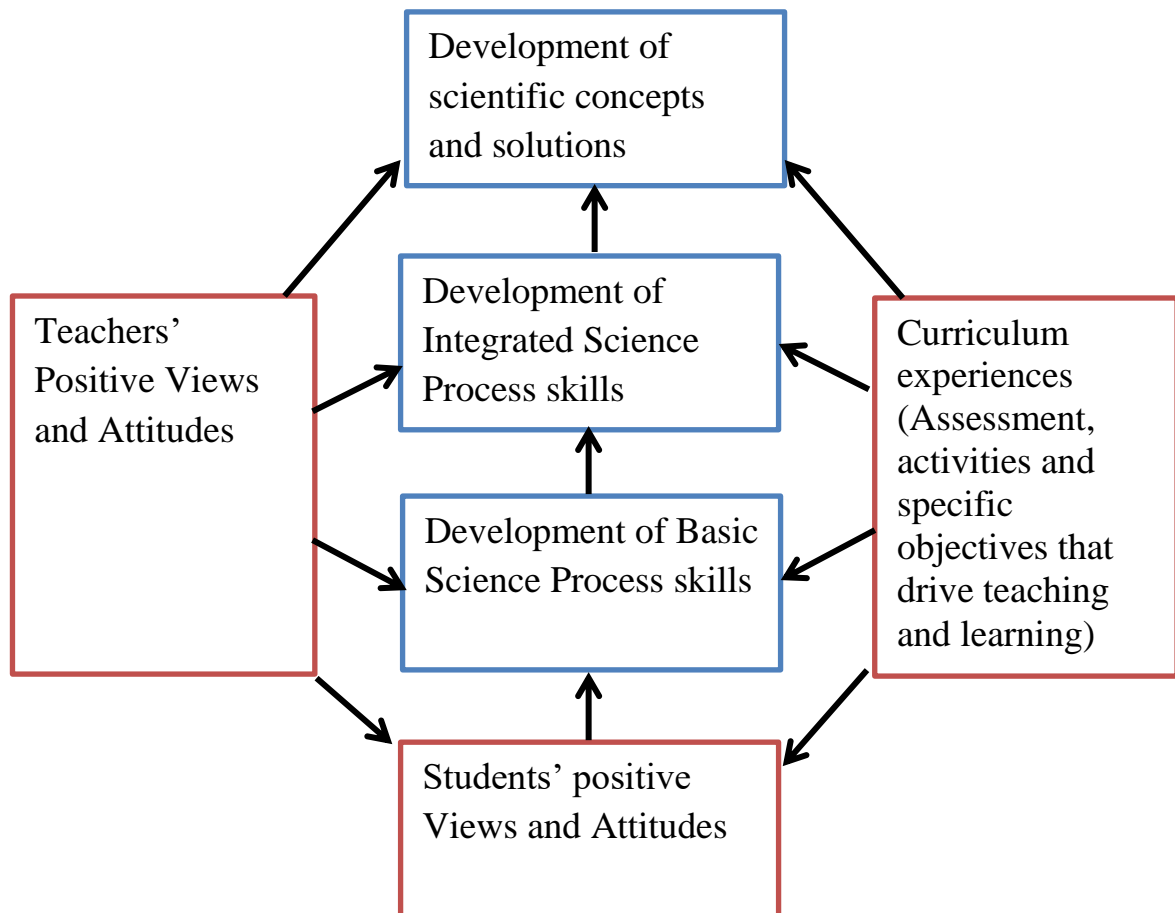 Development of
scientific concepts
and solutions
Development of
Integrated Science
Process skills
Teachers’
Positive Views
and Attitudes
Curriculum
experiences
(Assessment,
activities and
specific
objectives that
drive teaching
and learning)
Development of Basic
Science Process skills
Students’ positive
Views and Attitudes